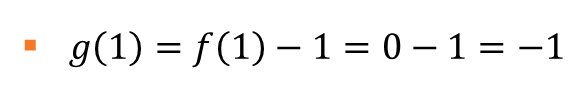 ▪ g(1) = f(1) − 1 = 0 − 1 = −1